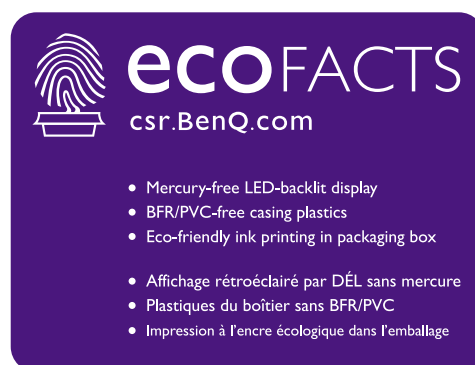 ecoFACTS
csr.BenQ.com
• Mercury-free LED-backlit display
• BFR/PVC-free casing plastics
• Eco-friendly ink printing in packaging box
• Affichage rétroéclairé par DÉL sans mercure
• Plastiques du boîtier sans BFR/PVC
• Impression à l'encre écologique dans l'emballage